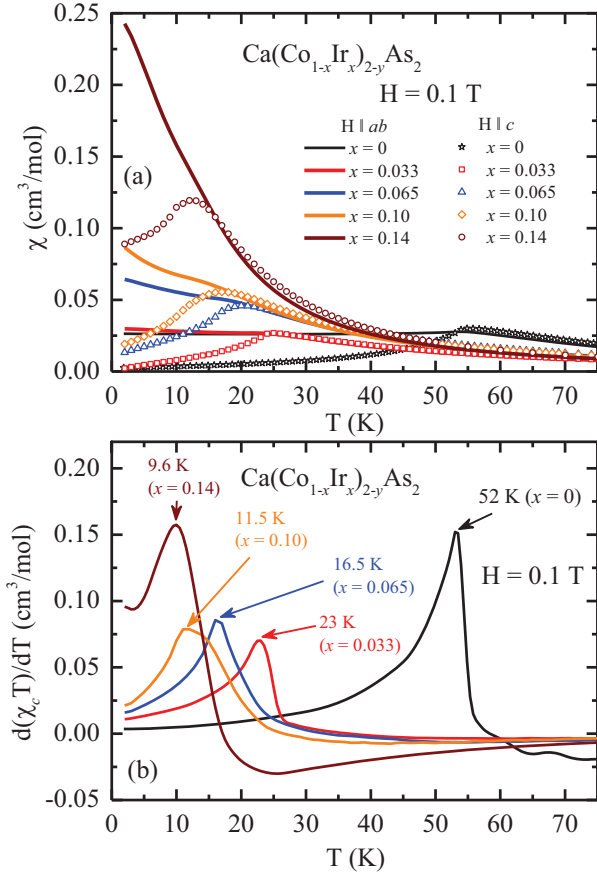 0.25
Ca(Co1-xIrx)2-yAs2
H = 0.1 T
0.20
H ∥ ab
H ∥ c
x = 0
x = 0
0.15
x = 0.033
x = 0.033
(a)
x = 0.065
x = 0.065
x = 0.10
x = 0.10
0.10
x = 0.14
x = 0.14
χ (cm³/mol)
0.05
0.00
0 10 20 30 40 50 60 70
T (K)
0.20
9.6 K
(x = 0.14)
Ca(Co1-xIrx)2-yAs2
52 K (x = 0)
0.15
11.5 K
(x = 0.10)
16.5 K
(x = 0.065)
H = 0.1 T
0.10
23 K
(x = 0.033)
d(χcT)/dT (cm³/mol)
0.05
0.00
(b)
-0.05
0 10 20 30 40 50 60 70
T (K)